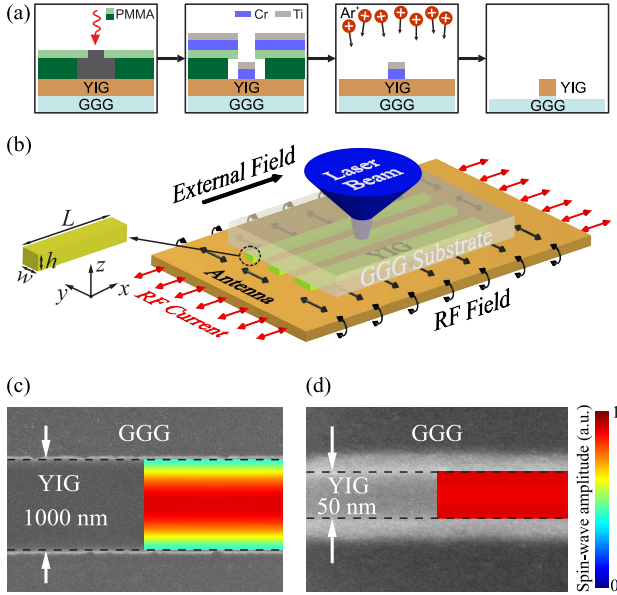 (a)
PMMA
YIG
GGG
Cr
Ti
YIG
GGG
Ar+
YIG
GGG
YIG
GGG
(b)
External Field
Laser
Beam
L
h
w
z
y
x
YIG
GGG Substrate
Antenna
RF Current
RF Field
(c)
GGG
YIG
1000 nm
(d)
GGG
YIG
50 nm
1
Spin-wave amplitude (a.u.)
0